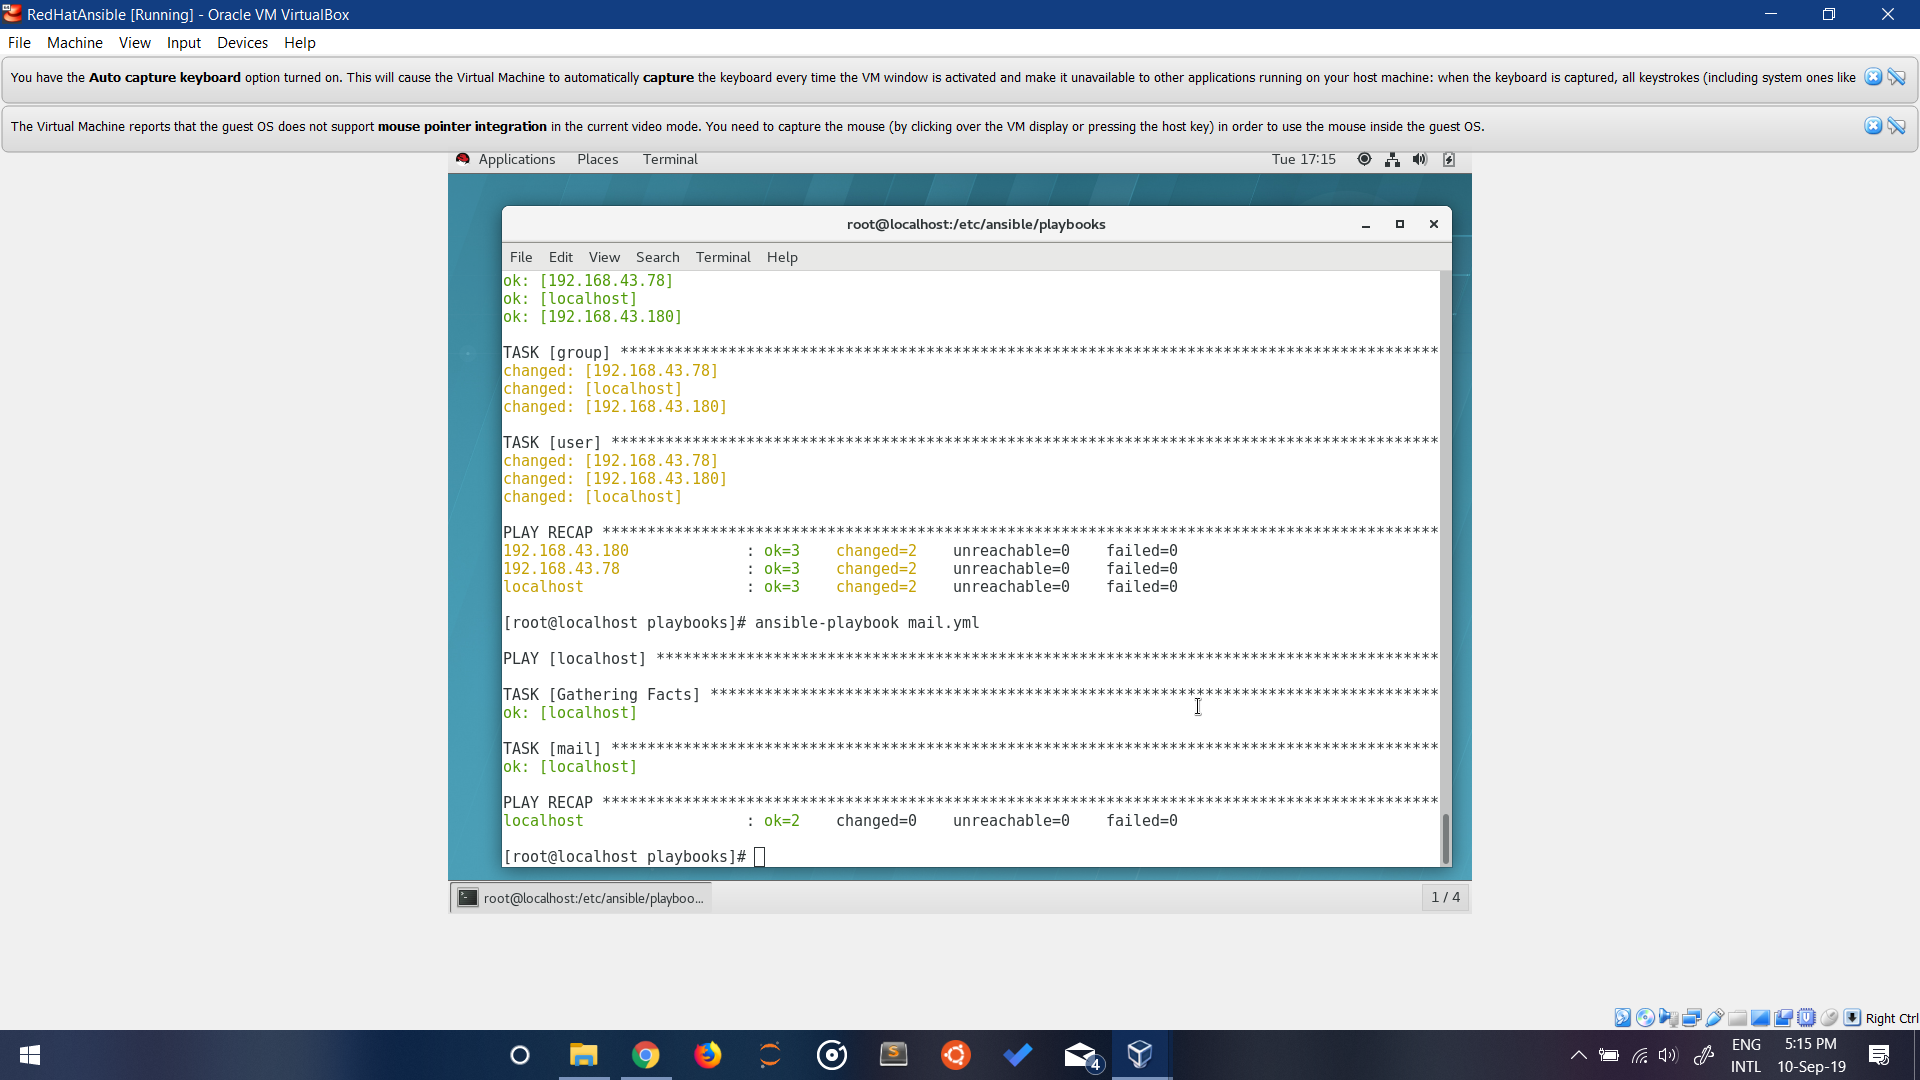 RedHatAnsible [Running] - Oracle VM VirtualBox
File Machine View Input Devices Help
You have the Auto capture keyboard option turned on. This will cause the Virtual Machine to automatically capture the keyboard every time the VM window is activated and make it unavailable to other applications running on your host machine: when the keyboard is captured, all keystrokes (including system ones like
The Virtual Machine reports that the guest OS does not support mouse pointer integration in the current video mode. You need to capture the mouse (by clicking over the VM display or pressing the host key) in order to use the mouse inside the guest OS.
Applications Places Terminal Tue 17:15
root@localhost:/etc/ansible/playbooks
File Edit View Search Terminal Help
ok: [192.168.43.78]
ok: [localhost]
ok: [192.168.43.180]
TASK [group] *******************************************************************************************
changed: [192.168.43.78]
changed: [localhost]
changed: [192.168.43.180]
TASK [user] ********************************************************************************************
changed: [192.168.43.78]
changed: [192.168.43.180]
changed: [localhost]
PLAY RECAP *********************************************************************************************
192.168.43.180 : ok=3 changed=2 unreachable=0 failed=0
192.168.43.78 : ok=3 changed=2 unreachable=0 failed=0
localhost : ok=3 changed=2 unreachable=0 failed=0
[root@localhost playbooks]# ansible-playbook mail.yml
PLAY [localhost] ***************************************************************************************
TASK [Gathering Facts] *********************************************************************************
ok: [localhost]
TASK [mail] ********************************************************************************************
ok: [localhost]
PLAY RECAP *********************************************************************************************
localhost : ok=2 changed=0 unreachable=0 failed=0
[root@localhost playbooks]#
root@localhost:/etc/ansible/playboo... 1 / 4
Right Ctrl
4
ENG 5:15 PM
INTL 10-Sep-19